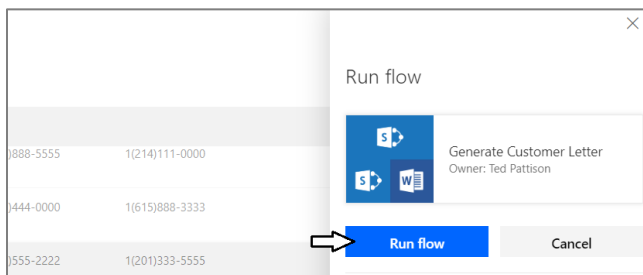 Run flow
)888-5555 1(214)111-0000
Generate Customer Letter
Owner: Ted Pattison
)444-0000 1(615)888-3333
Run flow Cancel
)555-2222 1(201)333-5555